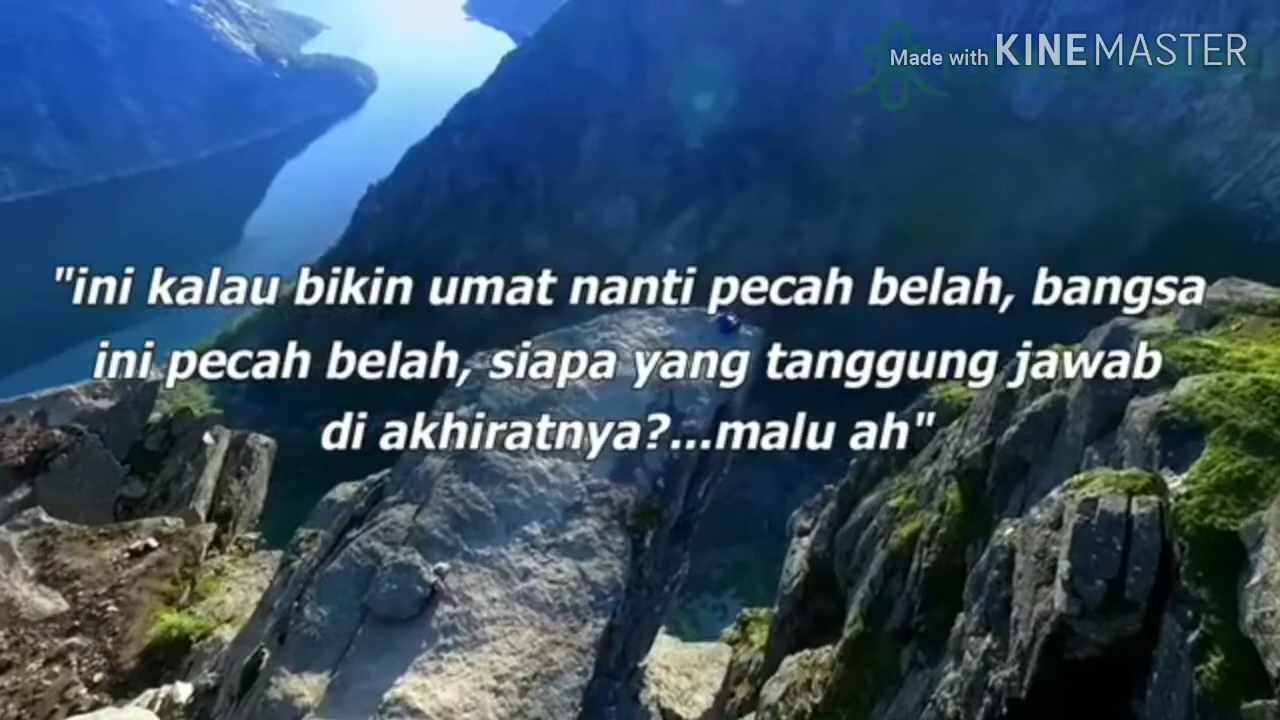 Made with KINEMASTER
"ini kalau bikin umat nanti pecah belah, bangsa
ini pecah belah, siapa yang tanggung jawab
di akhiratnya?...malu ah"